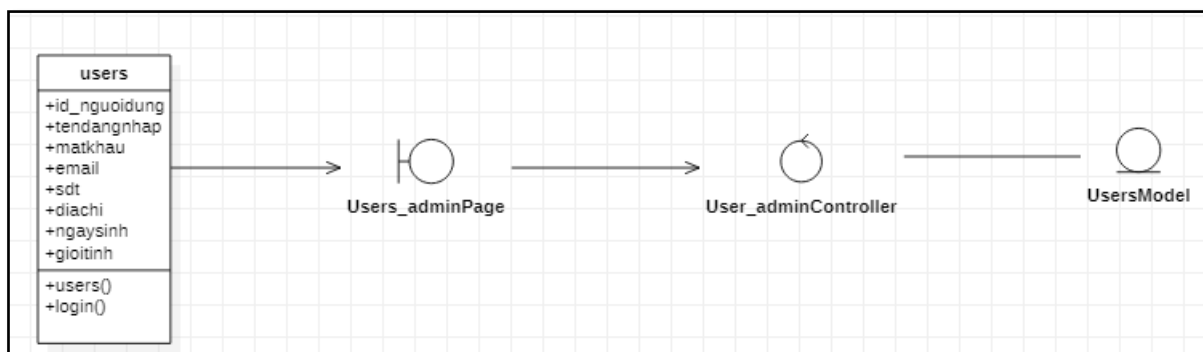 users
+id_nguoidung
+tendangnhap
+matkhau
+email
+sdt
+diachi
+ngaysinh
+gioitinh
+users()
+login()
Users_adminPage
User_adminController
UsersModel